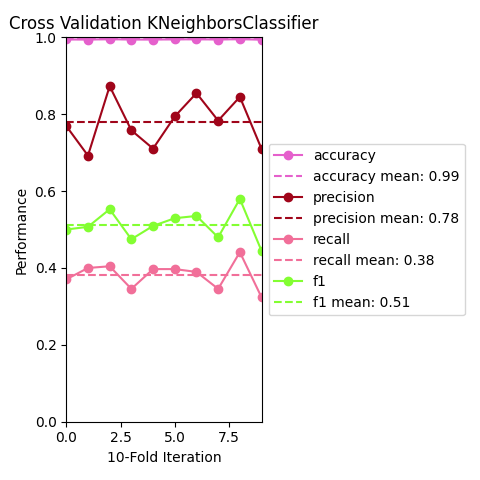 Cross Validation KNeighborsClassifier
1.0
0.8
0.6
0.4
0.2
0.0
Performance
0.0 2.5 5.0 7.5
10-Fold Iteration
accuracy
accuracy mean: 0.99
precision
precision mean: 0.78
recall
recall mean: 0.38
f1
f1 mean: 0.51